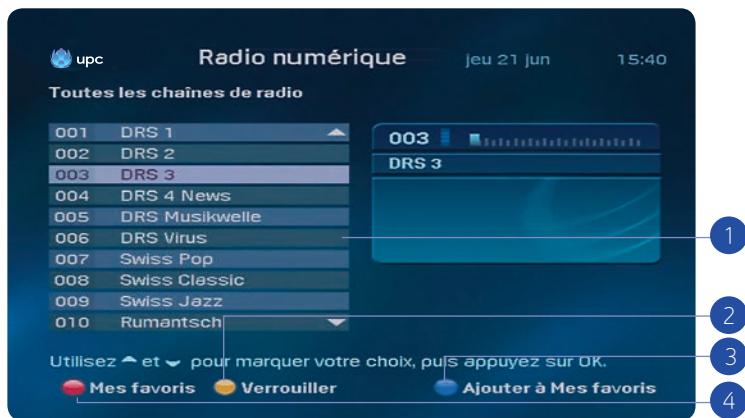 upc Radio numérique jeu 21 jun 15:40
Toutes les chaînes de radio
001 DRS 1
002 DRS 2
003 DRS 3
004 DRS 4 News
005 DRS Musikwelle
006 DRS Virus
007 Swiss Pop
008 Swiss Classic
009 Swiss Jazz
010 Rumantsch
003
DRS 3
1
2
3
4
Utilisez et pour marquer votre choix, puis appuyez sur OK.
Mes favoris Verrouiller Ajouter à Mes favoris